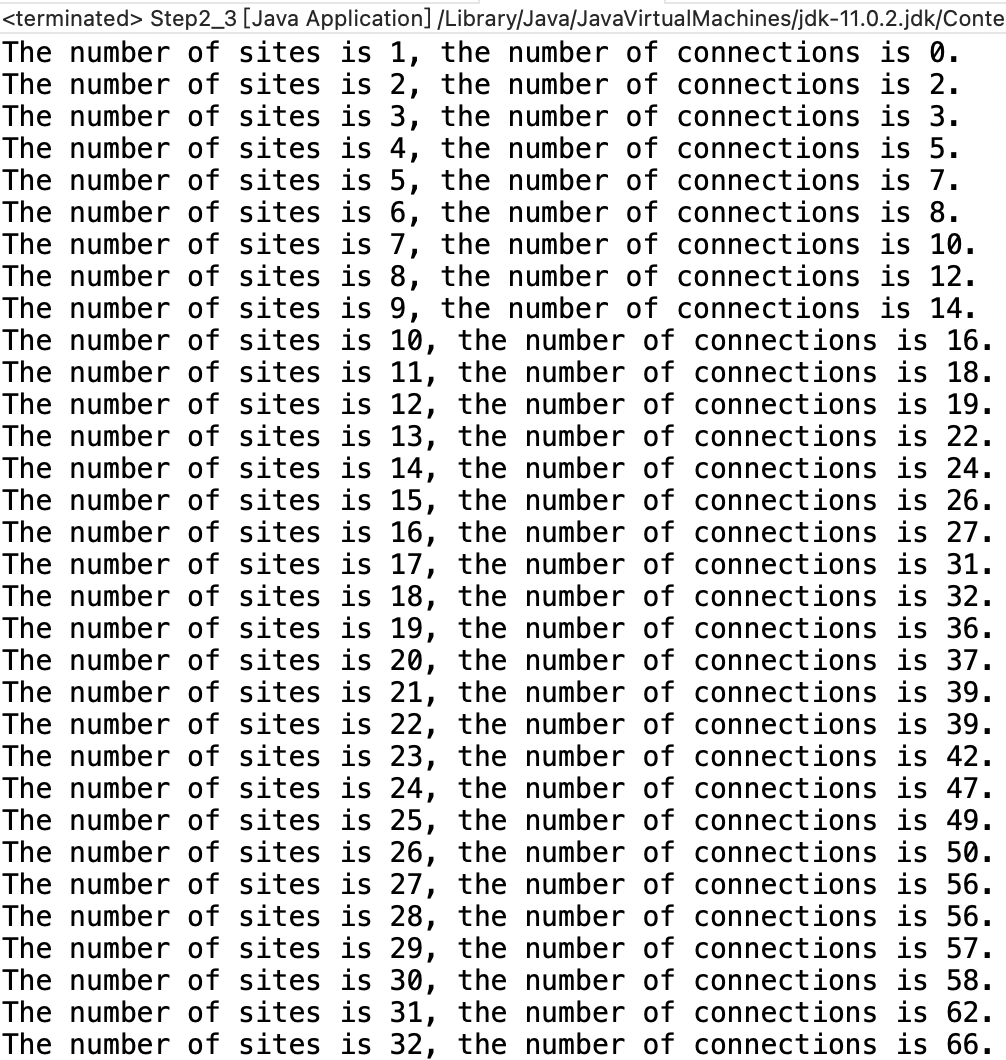 <terminated> Step2_3 [Java Application] /Library/Java/JavaVirtualMachines/jdk-11.0.2.jdk/Conte
The number of sites is 1, the number of connections is 0.
The number of sites is 2, the number of connections is 2.
The number of sites is 3, the number of connections is 3.
The number of sites is 4, the number of connections is 5.
The number of sites is 5, the number of connections is 7.
The number of sites is 6, the number of connections is 8.
The number of sites is 7, the number of connections is 10.
The number of sites is 8, the number of connections is 12.
The number of sites is 9, the number of connections is 14.
The number of sites is 10, the number of connections is 16.
The number of sites is 11, the number of connections is 18.
The number of sites is 12, the number of connections is 19.
The number of sites is 13, the number of connections is 22.
The number of sites is 14, the number of connections is 24.
The number of sites is 15, the number of connections is 26.
The number of sites is 16, the number of connections is 27.
The number of sites is 17, the number of connections is 31.
The number of sites is 18, the number of connections is 32.
The number of sites is 19, the number of connections is 36.
The number of sites is 20, the number of connections is 37.
The number of sites is 21, the number of connections is 39.
The number of sites is 22, the number of connections is 39.
The number of sites is 23, the number of connections is 42.
The number of sites is 24, the number of connections is 47.
The number of sites is 25, the number of connections is 49.
The number of sites is 26, the number of connections is 50.
The number of sites is 27, the number of connections is 56.
The number of sites is 28, the number of connections is 56.
The number of sites is 29, the number of connections is 57.
The number of sites is 30, the number of connections is 58.
The number of sites is 31, the number of connections is 62.
The number of sites is 32, the number of connections is 66.